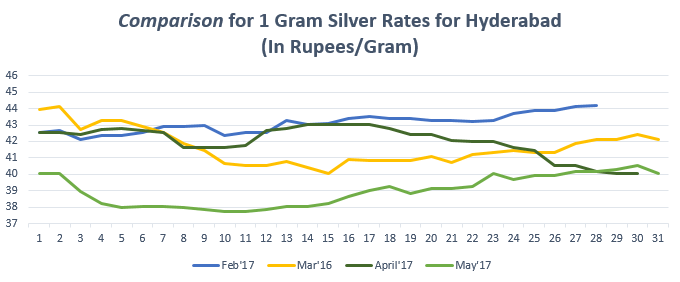 Comparison for 1 Gram Silver Rates for Hyderabad
(In Rupees/Gram)
46
45
44
43
42
41
40
39
38
37
1 2 3 4 5 6 7 8 9 10 11 12 13 14 15 16 17 18 19 20 21 22 23 24 25 26 27 28 29 30 31
Feb'17 Mar'16 April'17 May'17